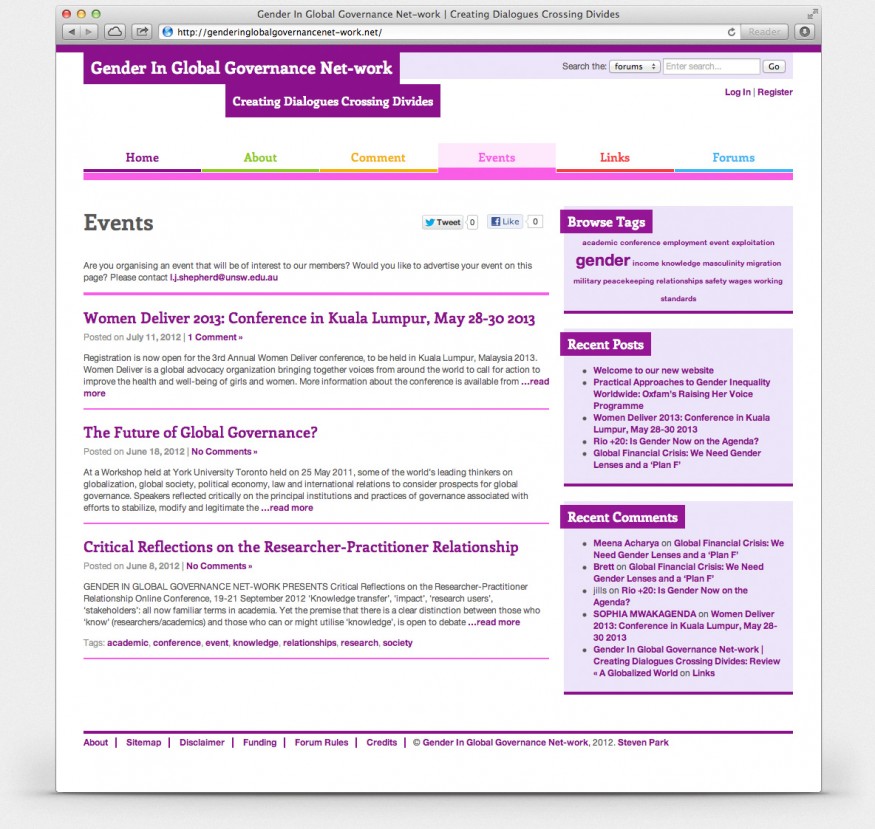 Gender In Global Governance Net-work | Creating Dialogues Crossing Divides
http://genderinglobalgovernancenet-work.net/
Reader
Gender In Global Governance Net-work
Search the: forums Enter search... Go
Creating Dialogues Crossing Divides
Log In | Register
Home About Comment Events Links Forums
Events
Tweet 0 Like 0
Are you organising an event that will be of interest to our members? Would you like to advertise your event on this
page? Please contact l.j.shepherd@unsw.edu.au
Women Deliver 2013: Conference in Kuala Lumpur, May 28-30 2013
Posted on July 11, 2012 | 1 Comment »
Registration is now open for the 3rd Annual Women Deliver conference, to be held in Kuala Lumpur, Malaysia 2013.
Women Deliver is a global advocacy organization bringing together voices from around the world to call for action to
improve the health and well-being of girls and women. More information about the conference is available from ...read
more
The Future of Global Governance?
Posted on June 18, 2012 | No Comments »
At a Workshop held at York University Toronto held on 25 May 2011, some of the world's leading thinkers on
globalization, global society, political economy, law and international relations to consider prospects for global
governance. Speakers reflected critically on the principal institutions and practices of governance associated with
efforts to stabilize, modify and legitimate the ...read more
Critical Reflections on the Researcher-Practitioner Relationship
Posted on June 8, 2012 | No Comments »
GENDER IN GLOBAL GOVERNANCE NET-WORK PRESENTS Critical Reflections on the Researcher-Practitioner
Relationship Online Conference, 19-21 September 2012 'Knowledge transfer', 'impact', 'research users',
'stakeholders': all now familiar terms in academia. Yet the premise that there is a clear distinction between those who
'know' (researchers/academics) and those who can or might utilise 'knowledge', is open to debate ...read more
Tags: academic, conference, event, knowledge, relationships, research, society
Browse Tags
academic conference employment event exploitation
gender income knowledge masculinity migration
military peacekeeping relationships safety wages working
standards
Recent Posts
Welcome to our new website
Practical Approaches to Gender Inequality
Worldwide: Oxfam's Raising Her Voice
Programme
Women Deliver 2013: Conference in Kuala
Lumpur, May 28-30 2013
Rio +20: Is Gender Now on the Agenda?
Global Financial Crisis: We Need Gender
Lenses and a 'Plan F'
Recent Comments
Meena Acharya on Global Financial Crisis: We
Need Gender Lenses and a 'Plan F'
Brett on Global Financial Crisis: We Need
Gender Lenses and a 'Plan F'
jills on Rio +20: Is Gender Now on the
Agenda?
SOPHIA MWAKAGENDA on Women Deliver
2013: Conference in Kuala Lumpur, May 28-
30 2013
Gender In Global Governance Net-work |
Creating Dialogues Crossing Divides: Review
« A Globalized World on Links
About | Sitemap | Disclaimer | Funding | Forum Rules | Credits | © Gender In Global Governance Net-work, 2012. Steven Park